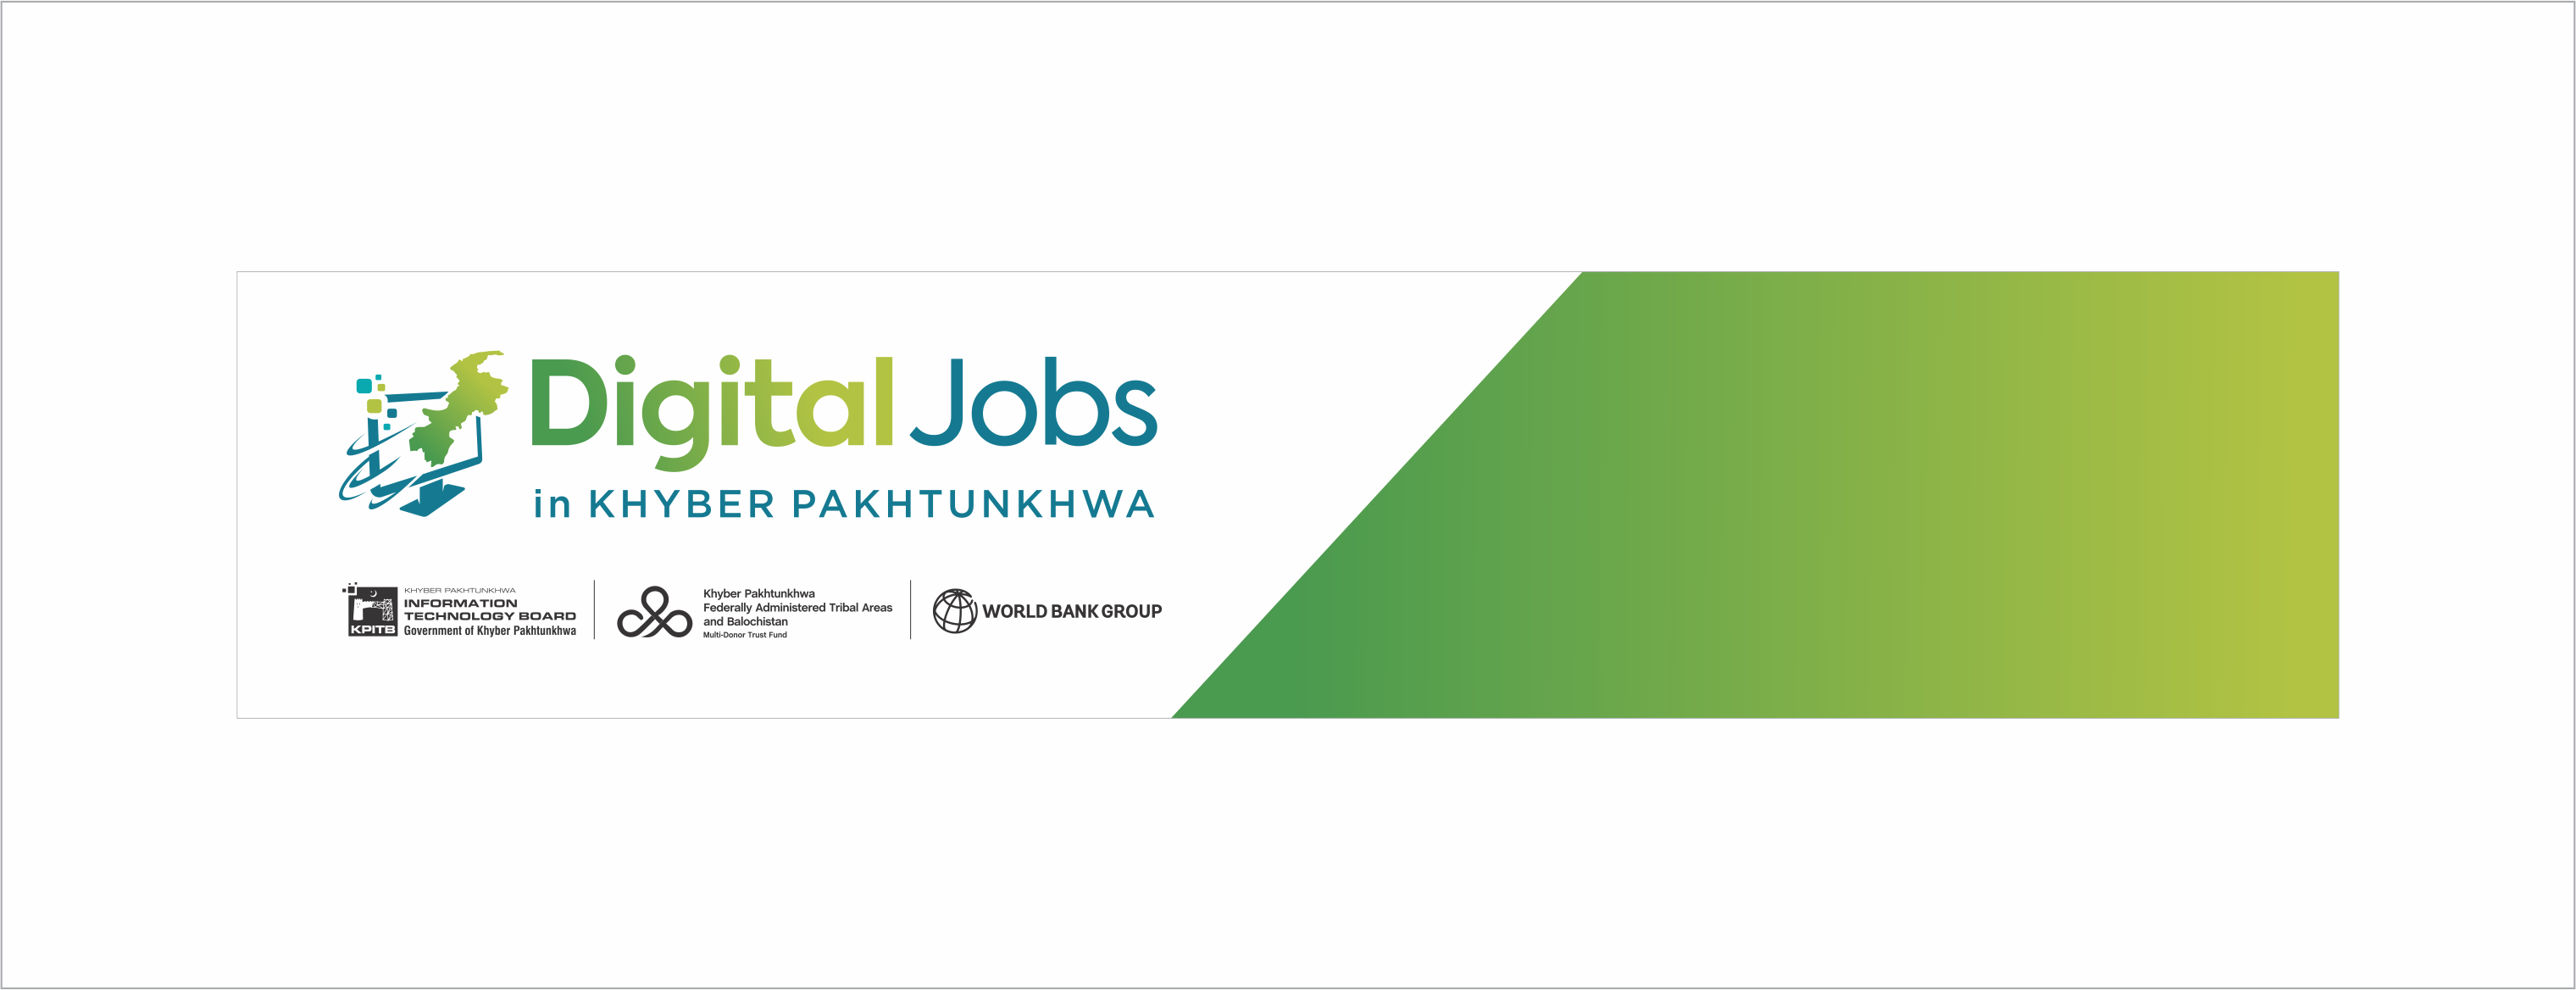 Digital Jobs
in KHYBER PAKHTUNKHWA
KPITB
KHYBER PAKHTUNKHWA
INFORMATION
TECHNOLOGY BOARD
Government of Khyber Pakhtunkhwa
Khyber Pakhtunkhwa
Federally Administered Tribal Areas
and Balochistan
Multi-Donor Trust Fund
WORLD BANK GROUP